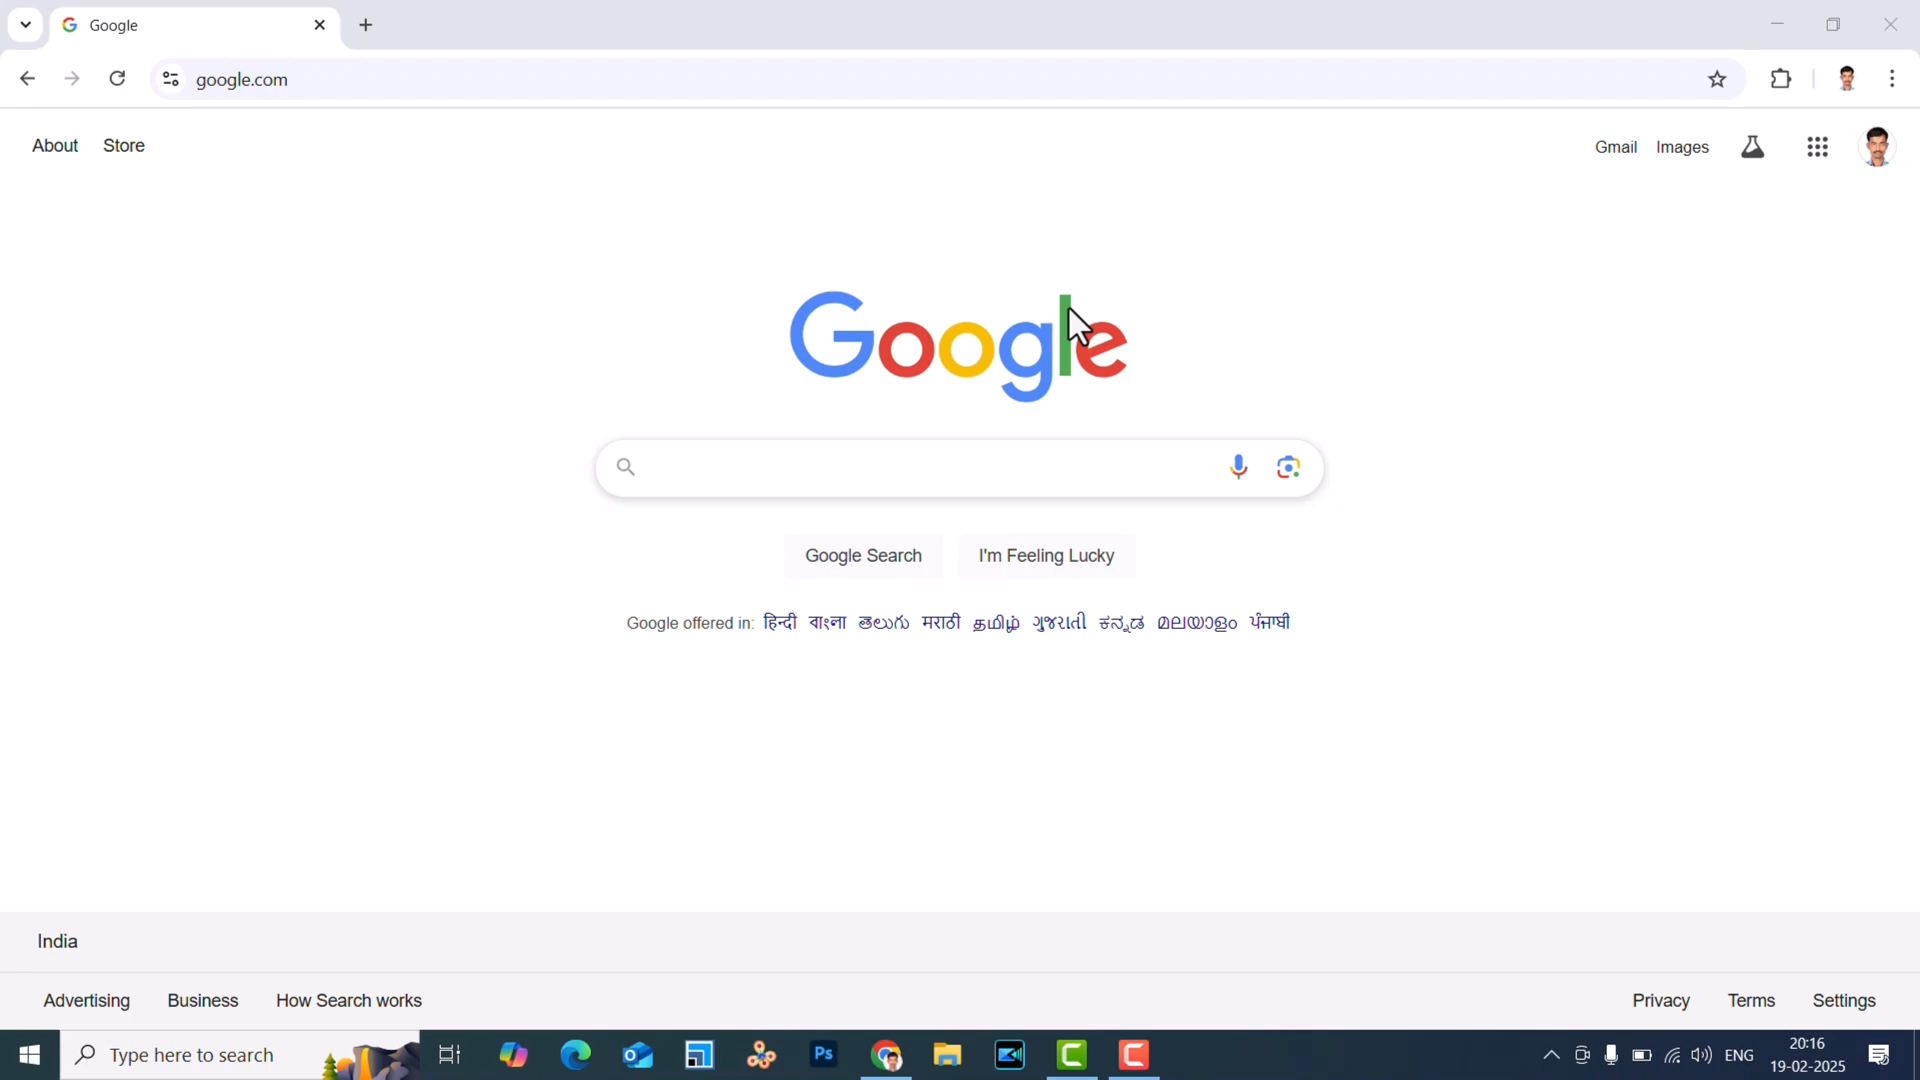 Google
google.com
About Store
Gmail Images
Google
Google Search I'm Feeling Lucky
Google offered in: हिन्दी বাংলা తెలుగు मराठी தமிழ் ગુજરાતી ಕನ್ನಡ മലയാളം ਪੰਜਾਬੀ
India
Advertising Business How Search works
Privacy Terms Settings
Type here to search
Ps
ENG
20:16
19-02-2025